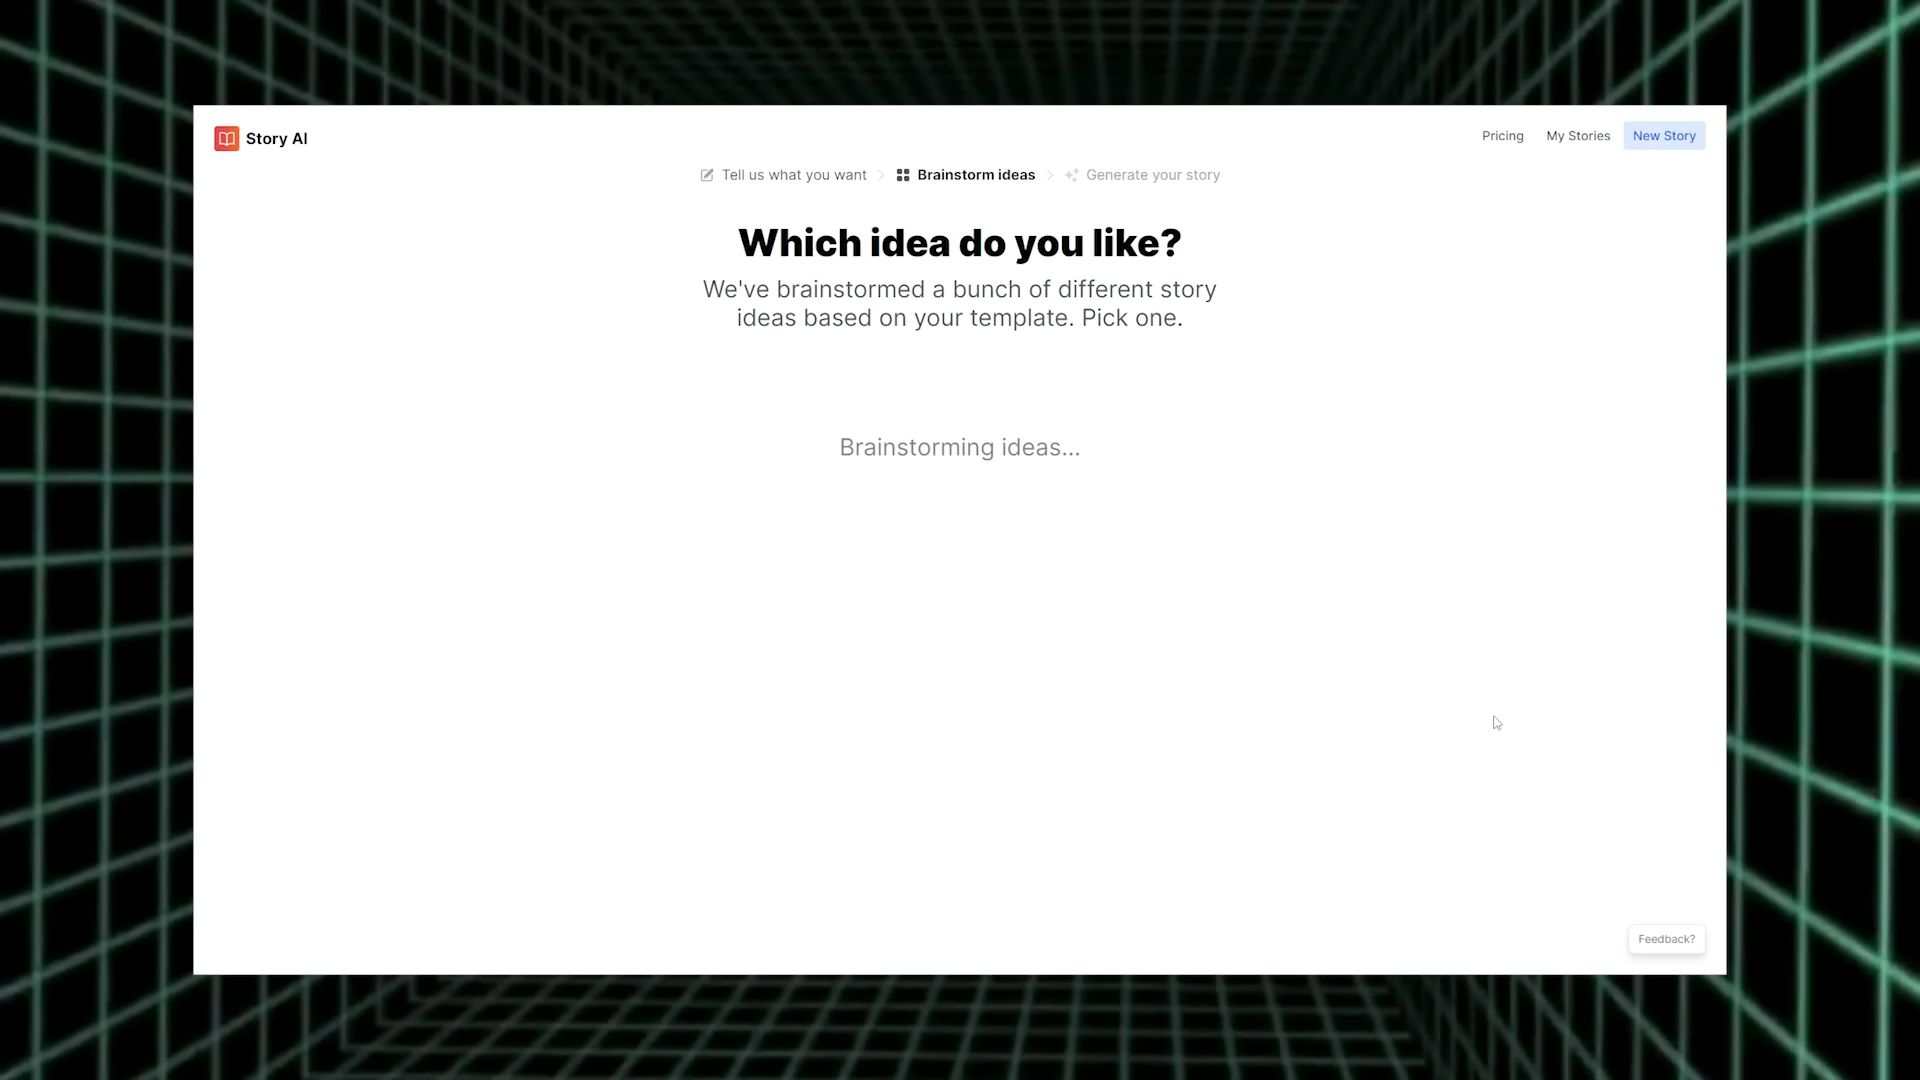 Story AI
Pricing
My Stories
New Story
Tell us what you want
Brainstorm ideas
Generate your story
Which idea do you like?
We've brainstormed a bunch of different story
ideas based on your template. Pick one.
Brainstorming ideas...
Feedback?